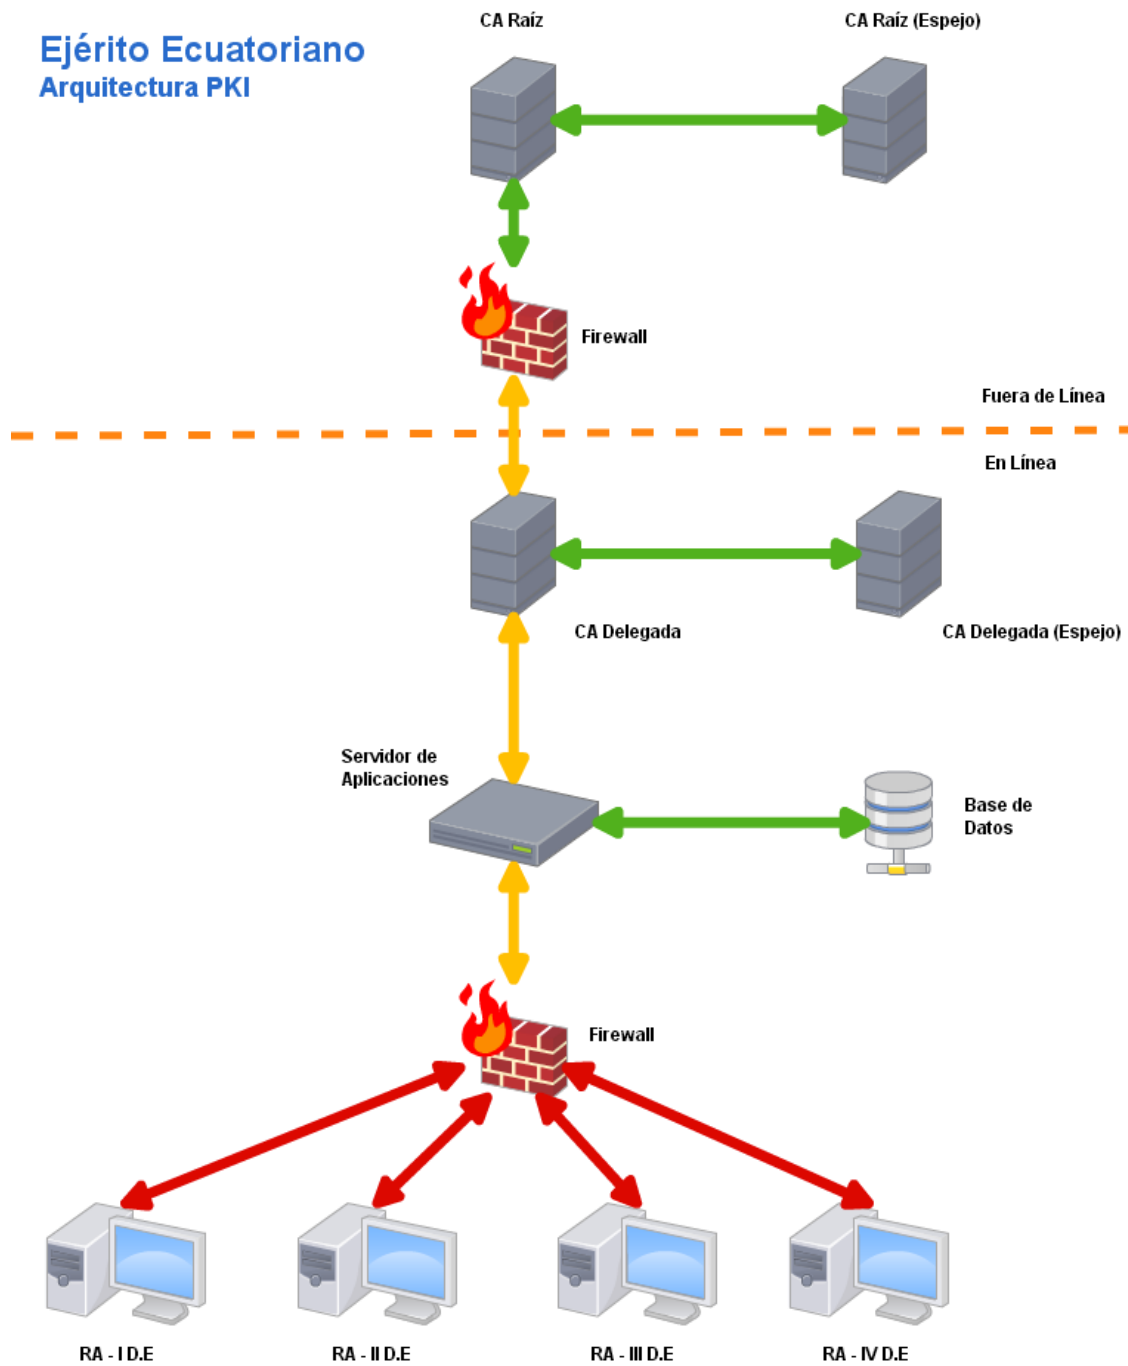 CA Raíz
CA Raíz (Espejo)
Ejérito Ecuatoriano
Arquitectura PKI
Firewall
Fuera de Línea
En Línea
CA Delegada
CA Delegada (Espejo)
Servidor de
Aplicaciones
Base de
Datos
Firewall
RA - I D.E
RA - II D.E
RA - III D.E
RA - IV D.E